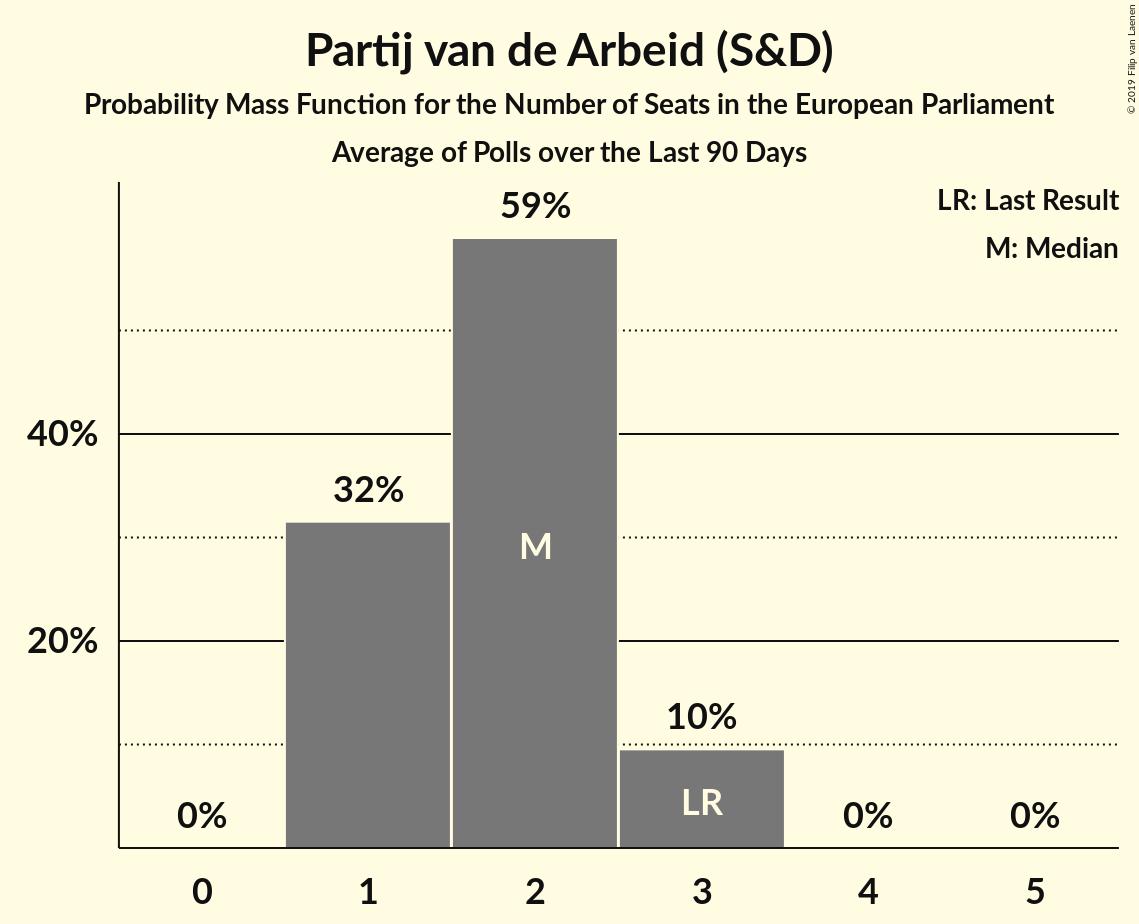 Partij van de Arbeid (S&D)
Probability Mass Function for the Number of Seats in the European Parliament
Average of Polls over the Last 90 Days
© 2019 Filip van Laenen
LR: Last Result
M: Median
59%
40%
32%
M
20%
10%
LR
0%
0%
0%
0 1 2 3 4 5